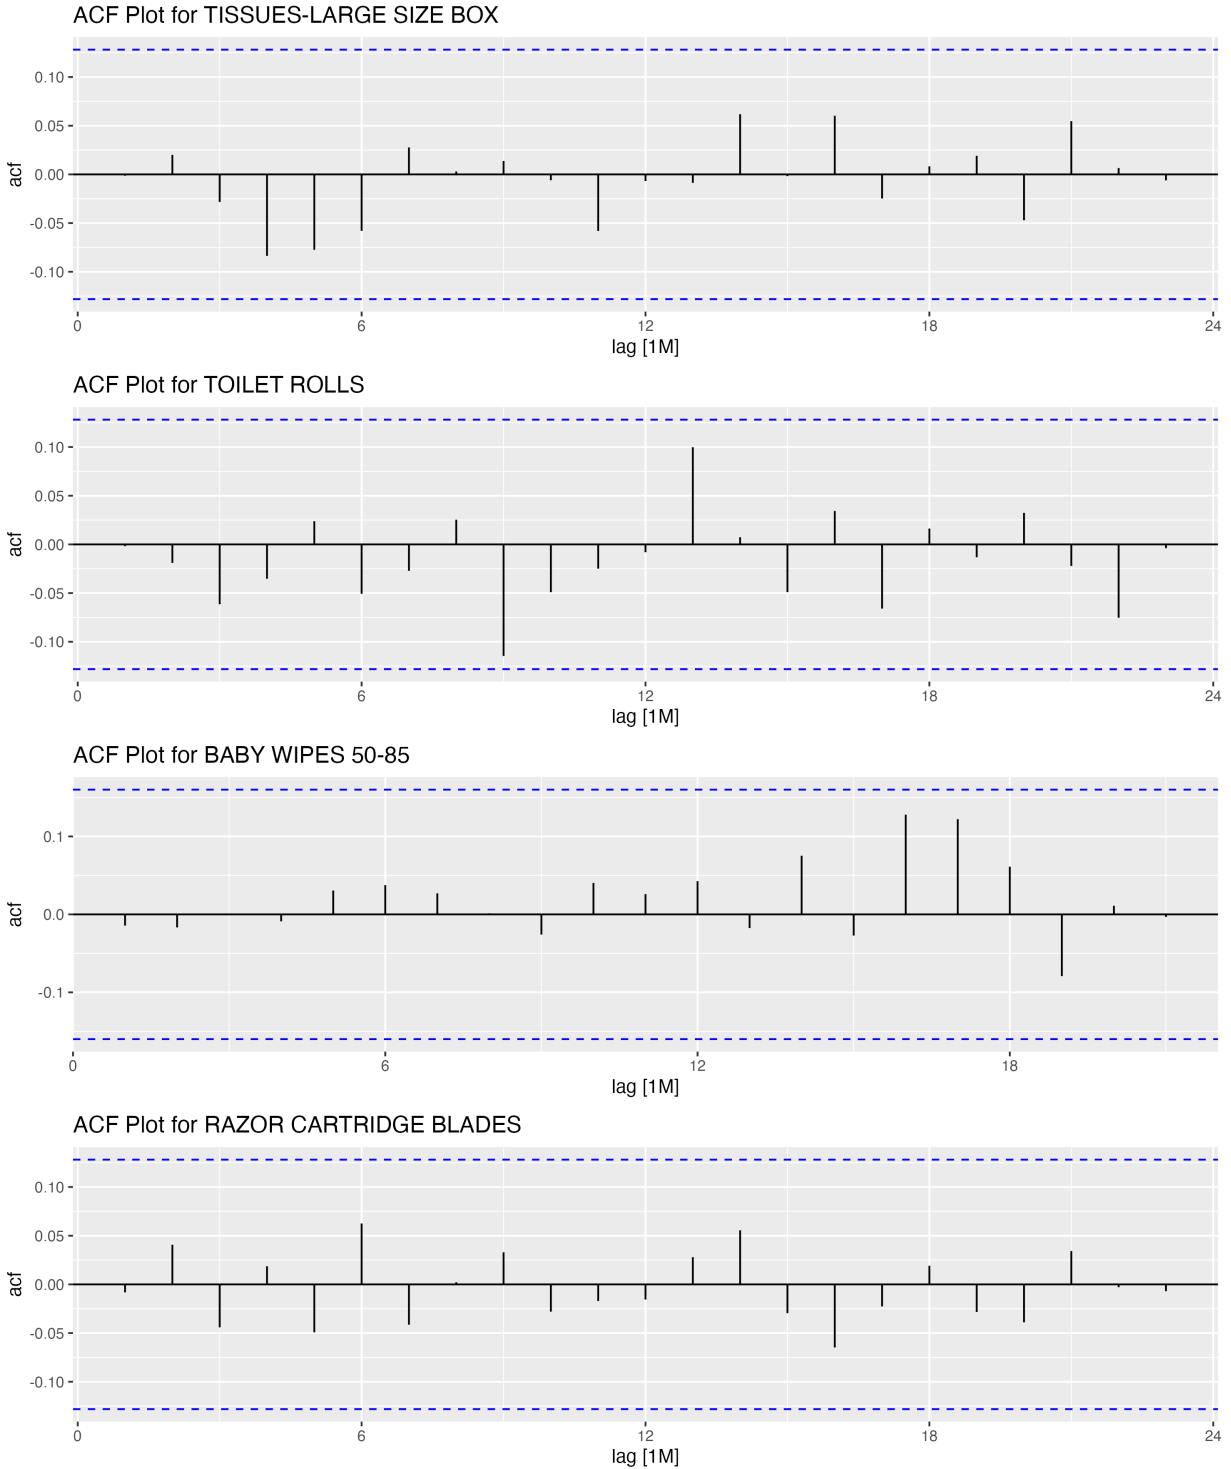 ACF Plot for TISSUES-LARGE SIZE BOX
0.10
0.05
0.00
-0.05
-0.10
acf
0 6 12 18 24
lag [1M]
ACF Plot for TOILET ROLLS
0.10
0.05
0.00
-0.05
-0.10
acf
0 6 12 18 24
lag [1M]
ACF Plot for BABY WIPES 50-85
0.1
0.0
-0.1
acf
0 6 12 18
lag [1M]
ACF Plot for RAZOR CARTRIDGE BLADES
0.10
0.05
0.00
-0.05
-0.10
acf
0 6 12 18 24
lag [1M]